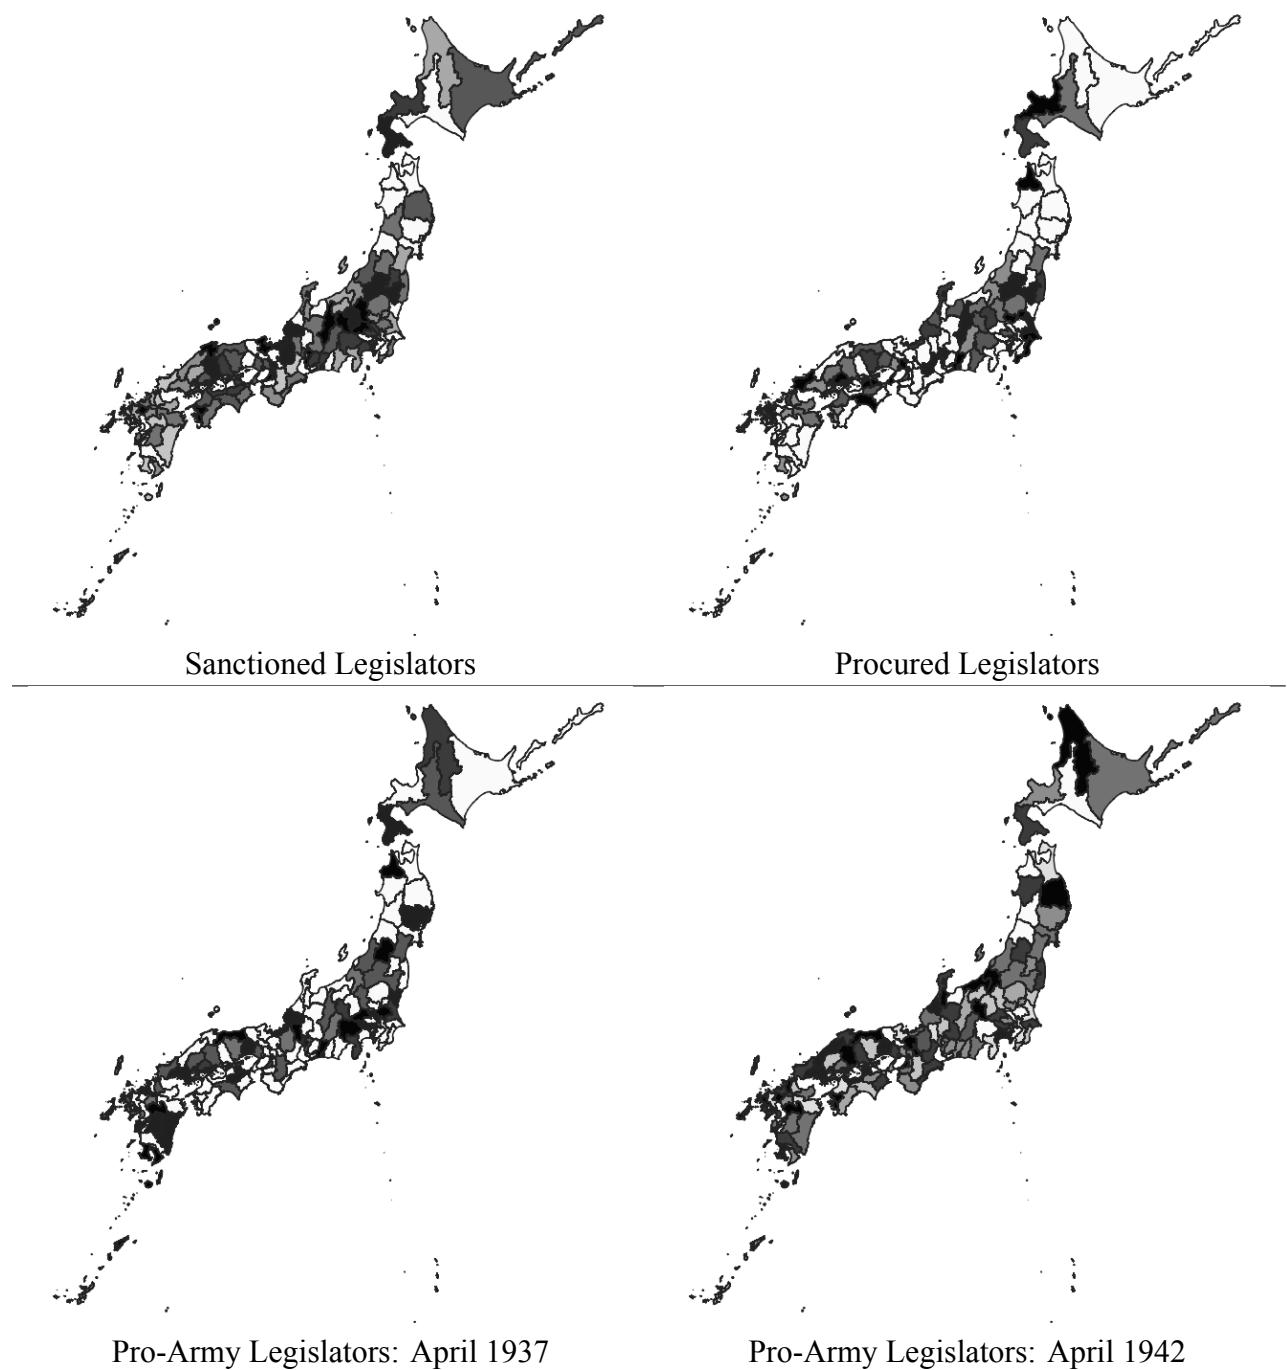 Sanctioned Legislators
Procured Legislators
Pro-Army Legislators: April 1937
Pro-Army Legislators: April 1942